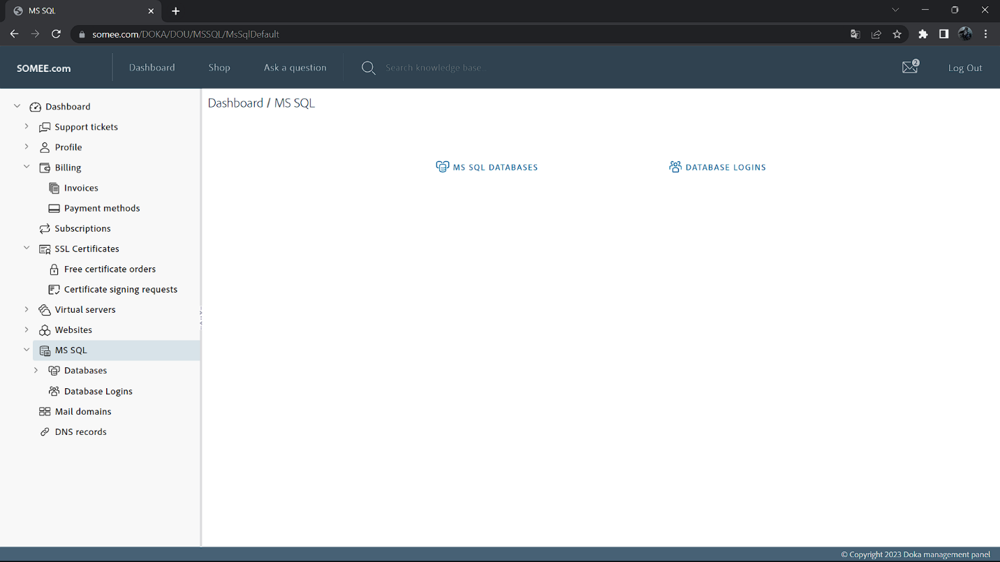 MS SQL
somee.com/DOKA/DOU/MSSQL/MsSqlDefault
SOMEE.com
Dashboard
Shop
Ask a question
Search knowledge base...
2
Log Out
Dashboard
Support tickets
Profile
Billing
Invoices
Payment methods
Subscriptions
SSL Certificates
Free certificate orders
Certificate signing requests
Virtual servers
Websites
MS SQL
Databases
Database Logins
Mail domains
DNS records
Dashboard / MS SQL
MS SQL DATABASES
DATABASE LOGINS
© Copyright 2023 Doka management panel